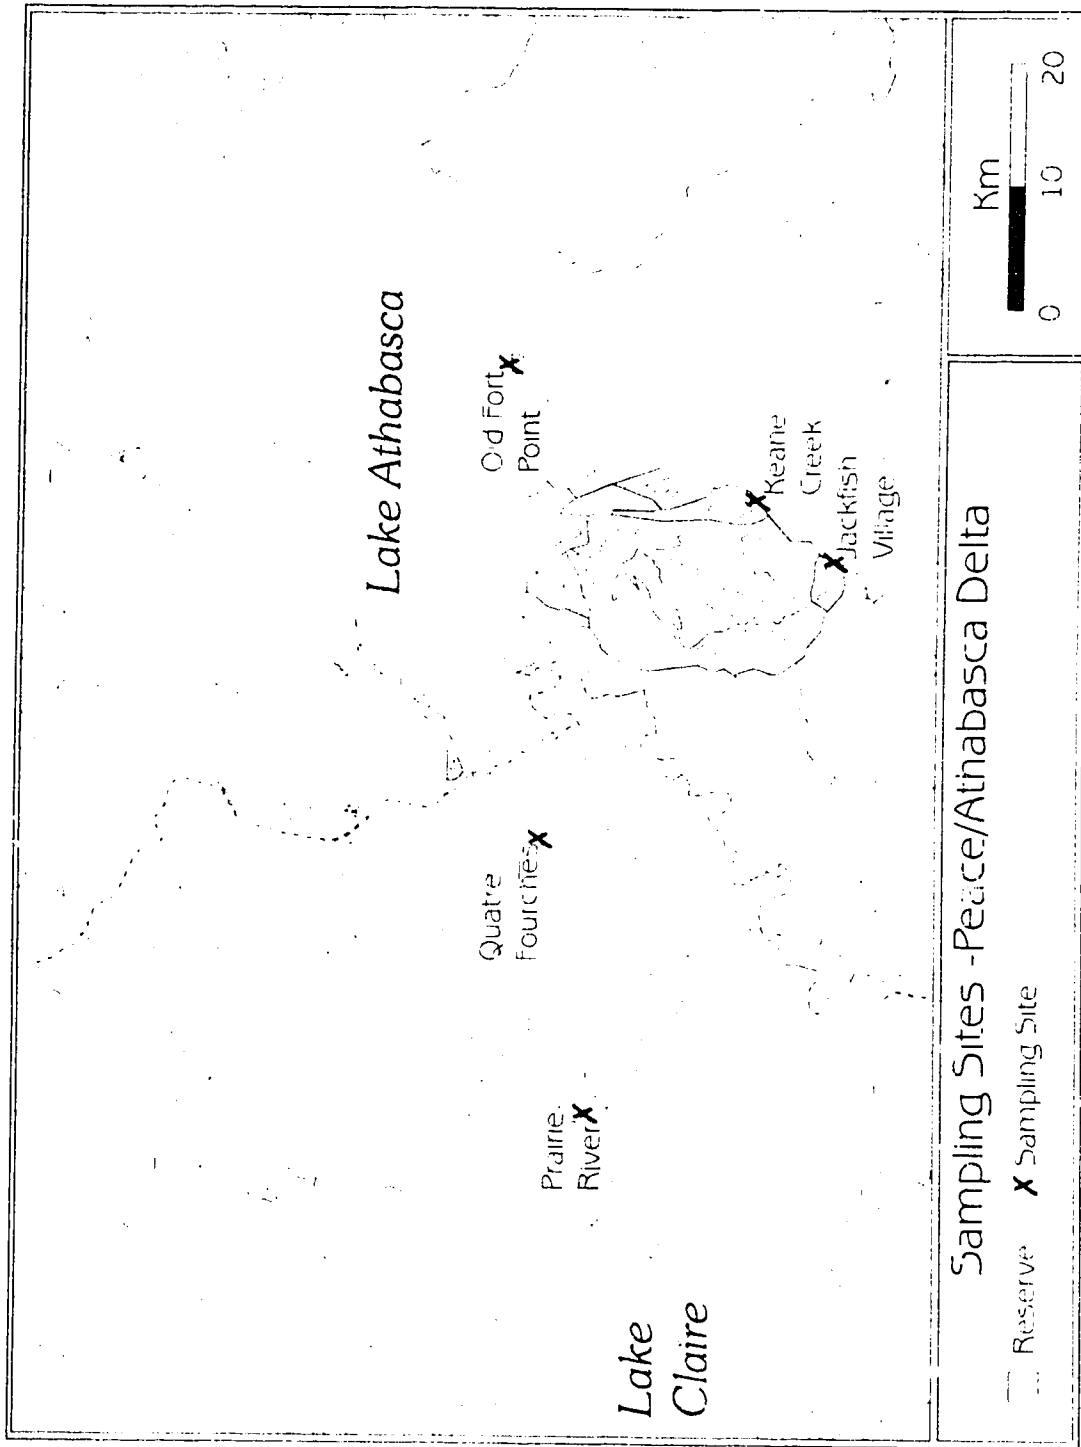 Lake Athabasca
Old Fort
Point
Quatre
Fourches
Prairie
River
Keane
Creek
Jackfish
Village
Lake
Claire
Sampling Sites -Peace/Athabasca Delta
Reserve
X Sampling Site
Km
0 10 20